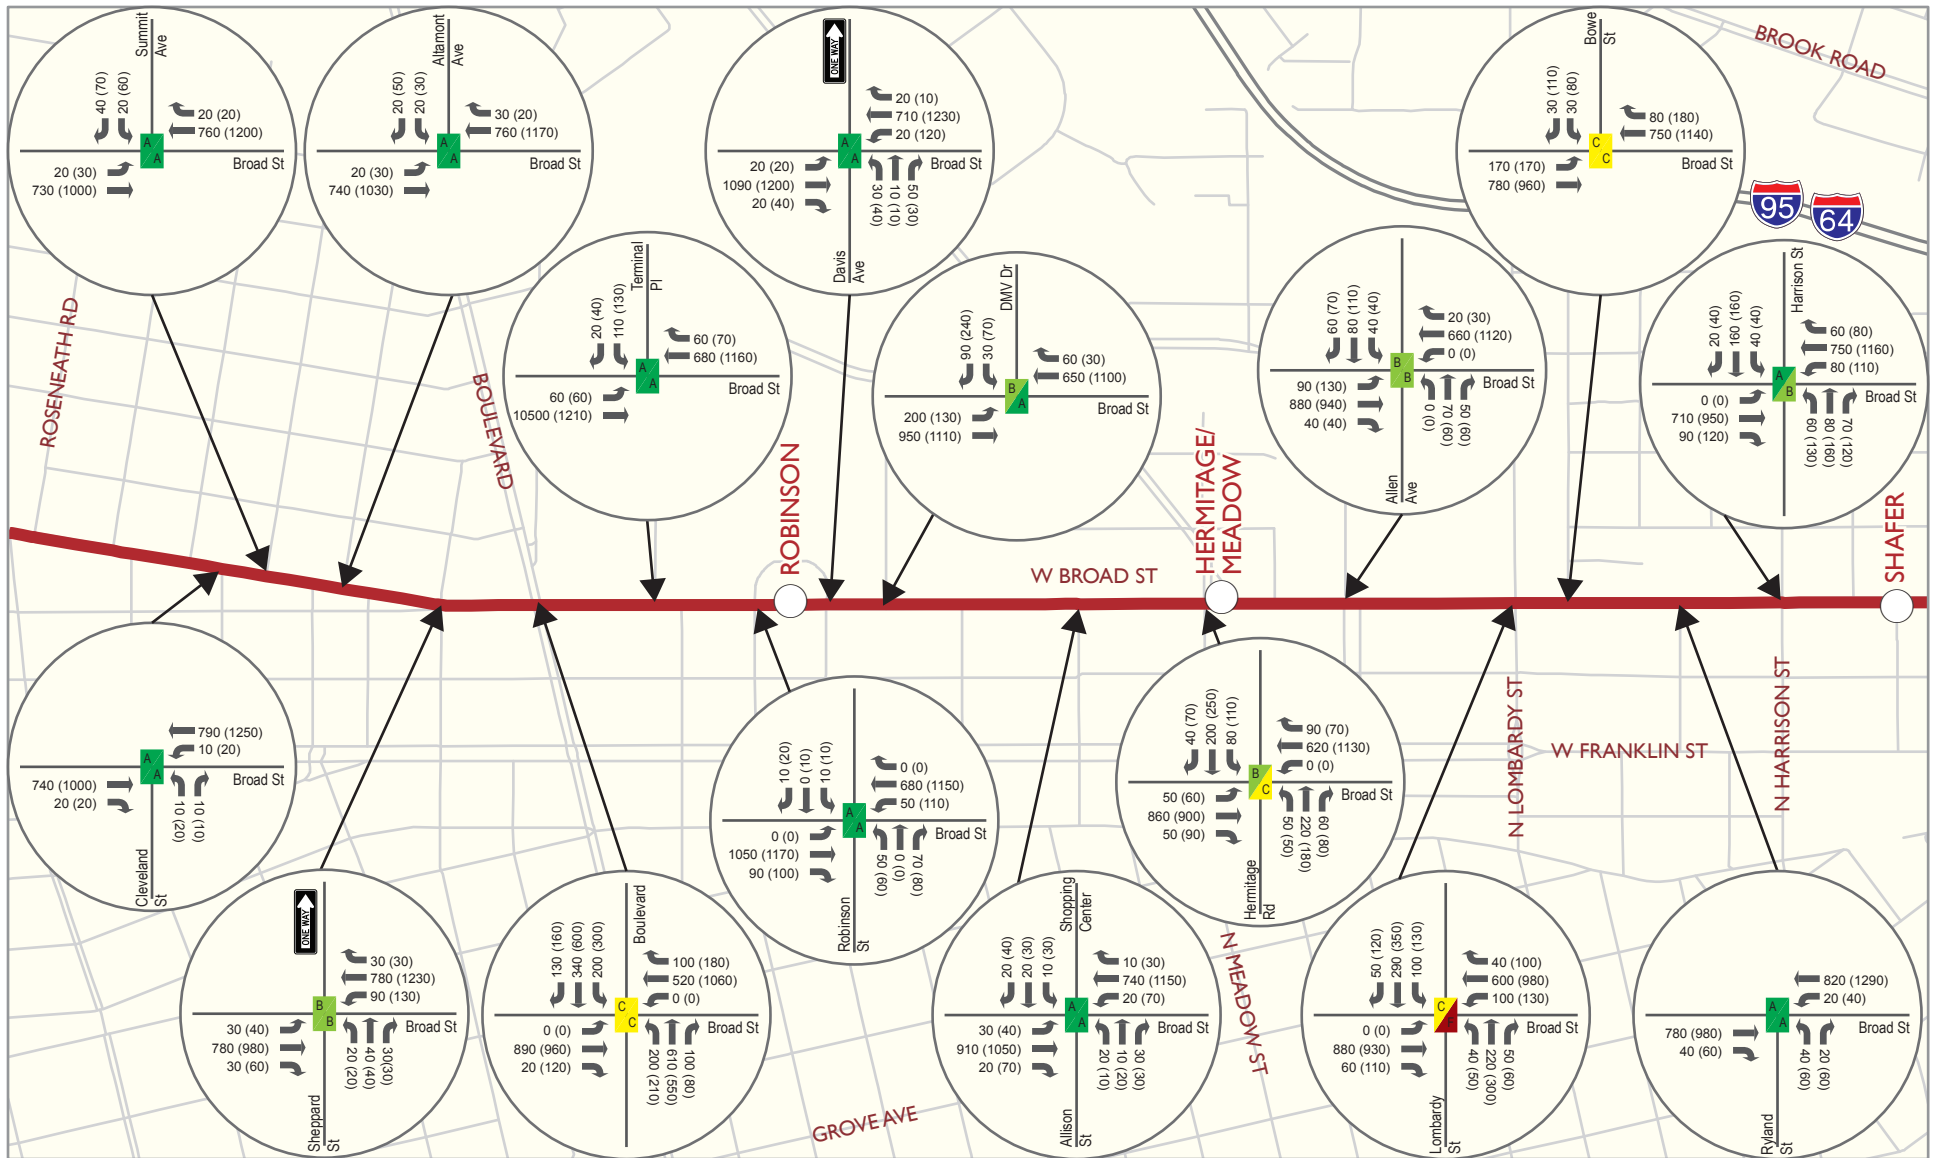 Summit
Ave
40 (70)
20 (60)
20 (20)
760 (1200)
A
A
Broad St
20 (30)
730 (1000)
Altamont
Ave
20 (50)
20 (30)
30 (20)
760 (1170)
A
A
Broad St
20 (30)
740 (1030)
ONE WAY
20 (10)
710 (1230)
20 (120)
A
A
Broad St
20 (20)
1090 (1200)
20 (40)
30 (40)
10 (10)
50 (30)
Davis
Ave
Bowe
St
30 (110)
30 (80)
80 (180)
750 (1140)
C
C
Broad St
170 (170)
780 (960)
BROOK ROAD
95
64
Terminal
Pl
20 (40)
110 (130)
60 (70)
680 (1160)
A
A
Broad St
60 (60)
10500 (1210)
DMV Dr
90 (240)
30 (70)
60 (30)
650 (1100)
B
A
Broad St
200 (130)
950 (1110)
60 (70)
80 (110)
40 (40)
20 (30)
660 (1120)
0 (0)
B
B
Broad St
90 (130)
880 (940)
40 (40)
0 (0)
70 (60)
50 (60)
Allen
Ave
Harrison St
20 (40)
160 (160)
40 (40)
60 (80)
750 (1160)
80 (110)
A
B
Broad St
0 (0)
710 (950)
90 (120)
60 (130)
80 (160)
70 (120)
ROSENEATH RD
BOULEVARD
ROBINSON
HERMITAGE/
MEADOW
SHAFER
W BROAD ST
790 (1250)
10 (20)
A
A
Broad St
740 (1000)
20 (20)
10 (20)
10 (10)
Cleveland
St
10 (20)
0 (10)
10 (10)
0 (0)
680 (1150)
50 (110)
A
A
Broad St
0 (0)
1050 (1170)
90 (100)
50 (60)
0 (0)
70 (80)
Robinson
St
40 (70)
200 (250)
80 (110)
90 (70)
620 (1130)
0 (0)
B
C
Broad St
50 (60)
860 (900)
50 (90)
50 (50)
220 (180)
60 (80)
Hermitage
Rd
N LOMBARDY ST
W FRANKLIN ST
N HARRISON ST
ONE WAY
30 (30)
780 (1230)
90 (130)
B
B
Broad St
30 (40)
780 (980)
30 (60)
20 (20)
40 (40)
30(30)
Sheppard
St
Boulevard
130 (160)
340 (600)
200 (300)
100 (180)
520 (1060)
0 (0)
C
C
Broad St
0 (0)
890 (960)
20 (120)
200 (210)
610 (550)
100 (80)
GROVE AVE
Shopping
Center
20 (40)
20 (30)
10 (30)
10 (30)
740 (1150)
20 (70)
A
A
Broad St
30 (40)
910 (1050)
20 (70)
20 (10)
10 (20)
30 (30)
Allison
St
N MEADOW ST
50 (120)
290 (350)
100 (130)
40 (100)
600 (980)
100 (130)
C
F
Broad St
0 (0)
880 (930)
60 (110)
40 (50)
220 (300)
50 (60)
Lombardy
St
820 (1290)
20 (40)
A
A
Broad St
780 (980)
40 (60)
40 (60)
20 (60)
Ryland
St